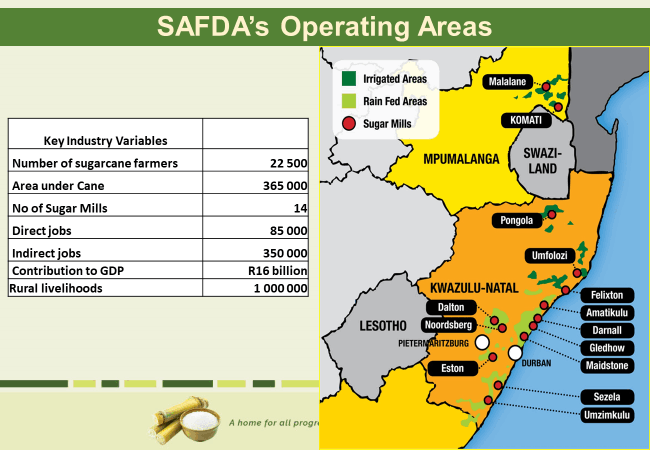 SAFDA's Operating Areas
Key Industry Variables
Number of sugarcane farmers 22 500
Area under Cane 365 000
No of Sugar Mills 14
Direct jobs 85 000
Indirect jobs 350 000
Contribution to GDP R16 billion
Rural livelihoods 1 000 000
A home for all
Irrigated Areas
Rain Fed Areas
Sugar Mills
Malalane
KOMATI
MPUMALANGA
SWAZI-
LAND
Pongola
Umfolozi
KWAZULU-NATAL
Felixton
Dalton
Amatikulu
Noordsberg
Darnall
LESOTHO
PIETERMARITZBURG
Gledhow
DURBAN
Maidstone
Eston
Sezela
Umzimkulu